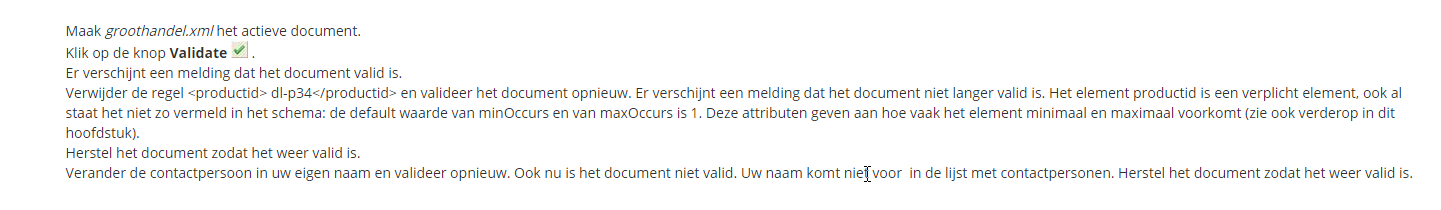 Maak groothandel.xml het actieve document.
Klik op de knop Validate .
Er verschijnt een melding dat het document valid is.
Verwijder de regel <productid> dl-p34</productid> en valideer het document opnieuw. Er verschijnt een melding dat het document niet langer valid is. Het element productid is een verplicht element, ook al
staat het niet zo vermeld in het schema: de default waarde van minOccurs en van maxOccurs is 1. Deze attributen geven aan hoe vaak het element minimaal en maximaal voorkomt (zie ook verderop in dit
hoofdstuk).
Herstel het document zodat het weer valid is.
Verander de contactpersoon in uw eigen naam en valideer opnieuw. Ook nu is het document niet valid. Uw naam komt niet voor in de lijst met contactpersonen. Herstel het document zodat het weer valid is.